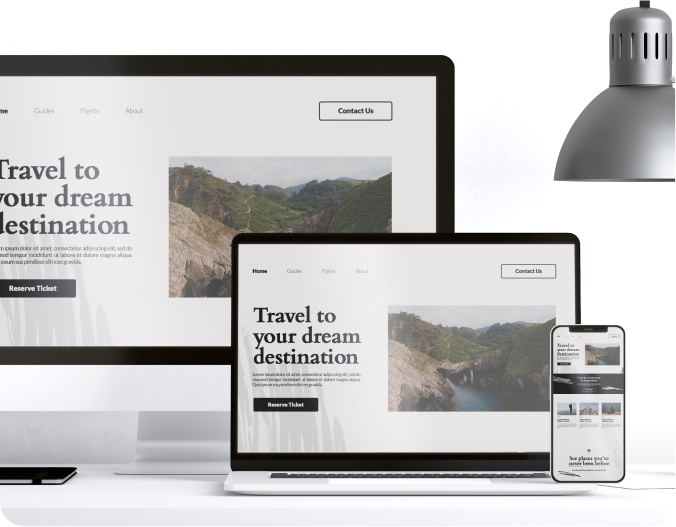 me Guides Flights About Contact Us
Travel to
your dream
destination
m ipsum dolor sit amet, consectetur adipiscing elit, sed do
mod tempor incididunt ut labore et dolore magna aliqua.
ipsum suspendisse ultrices gravida.
Reserve Ticket
Home Guides Flights About Contact Us
Travel to
your dream
destination
Lorem ipsum dolor sit amet, consectetur adipiscing elit, sed do
eiusmod tempor incididunt ut labore et dolore magna aliqua.
Quis ipsum suspendisse ultrices gravida.
Reserve Ticket
Travel to
your dream
destination
See places you've
never been before